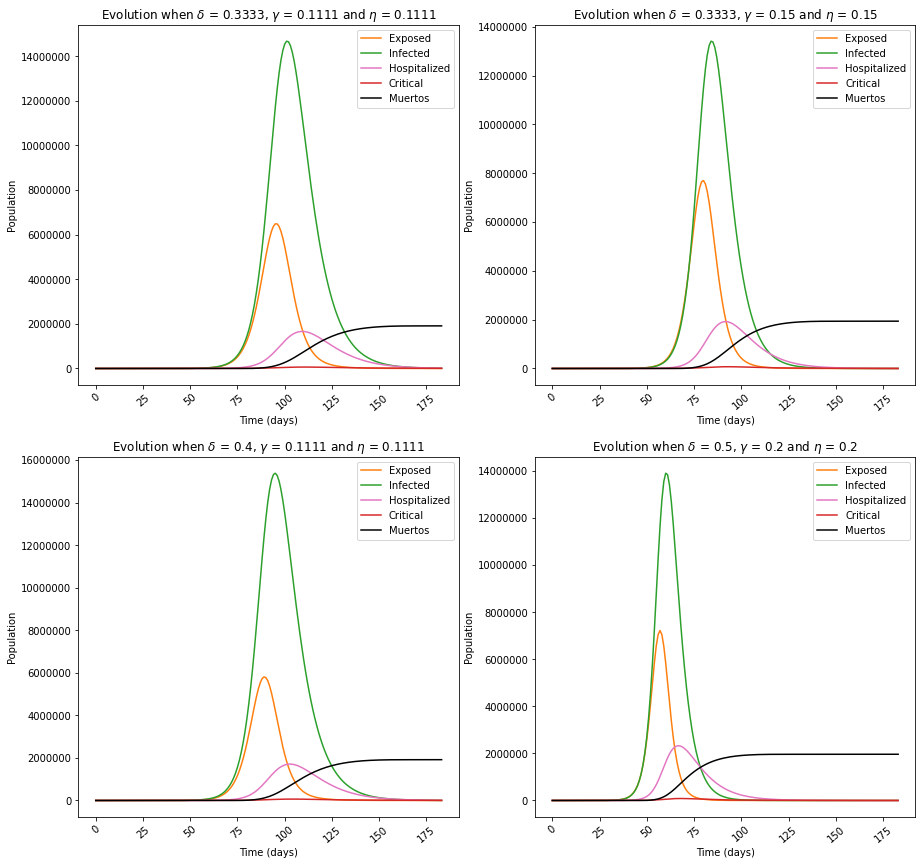 Evolution when δ = 0.3333, γ = 0.1111 and η = 0.1111
14000000
12000000
10000000
8000000
6000000
4000000
2000000
0
Population
Exposed
Infected
Hospitalized
Critical
Muertos
0
25
50
75
100
125
150
175
Time (days)
Evolution when δ = 0.3333, γ = 0.15 and η = 0.15
14000000
12000000
10000000
8000000
6000000
4000000
2000000
0
Population
Exposed
Infected
Hospitalized
Critical
Muertos
0
25
50
75
100
125
150
175
Time (days)
Evolution when δ = 0.4, γ = 0.1111 and η = 0.1111
16000000
14000000
12000000
10000000
8000000
6000000
4000000
2000000
0
Population
Exposed
Infected
Hospitalized
Critical
Muertos
0
25
50
75
100
125
150
175
Time (days)
Evolution when δ = 0.5, γ = 0.2 and η = 0.2
14000000
12000000
10000000
8000000
6000000
4000000
2000000
0
Population
Exposed
Infected
Hospitalized
Critical
Muertos
0
25
50
75
100
125
150
175
Time (days)